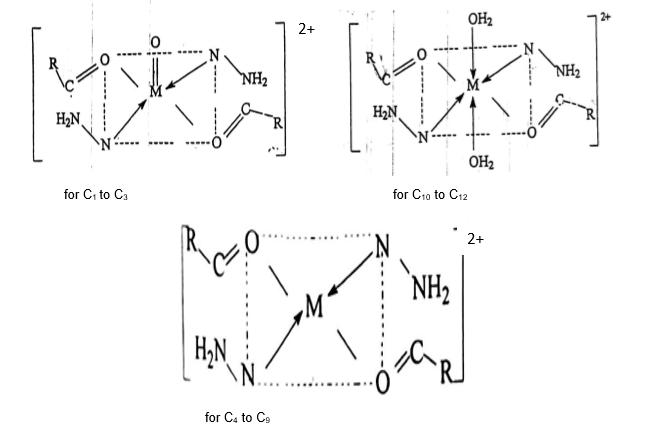 2+
O
R
C
O
N
M
NH₂
H₂N
N
O
C
R
for C₁ to C₃
2+
OH₂
R
C
O
N
M
NH₂
H₂N
N
O
C
R
OH₂
for C₁₀ to C₁₂
2+
R
C
O
N
M
NH₂
H₂N
N
O
C
R
for C₄ to C₉